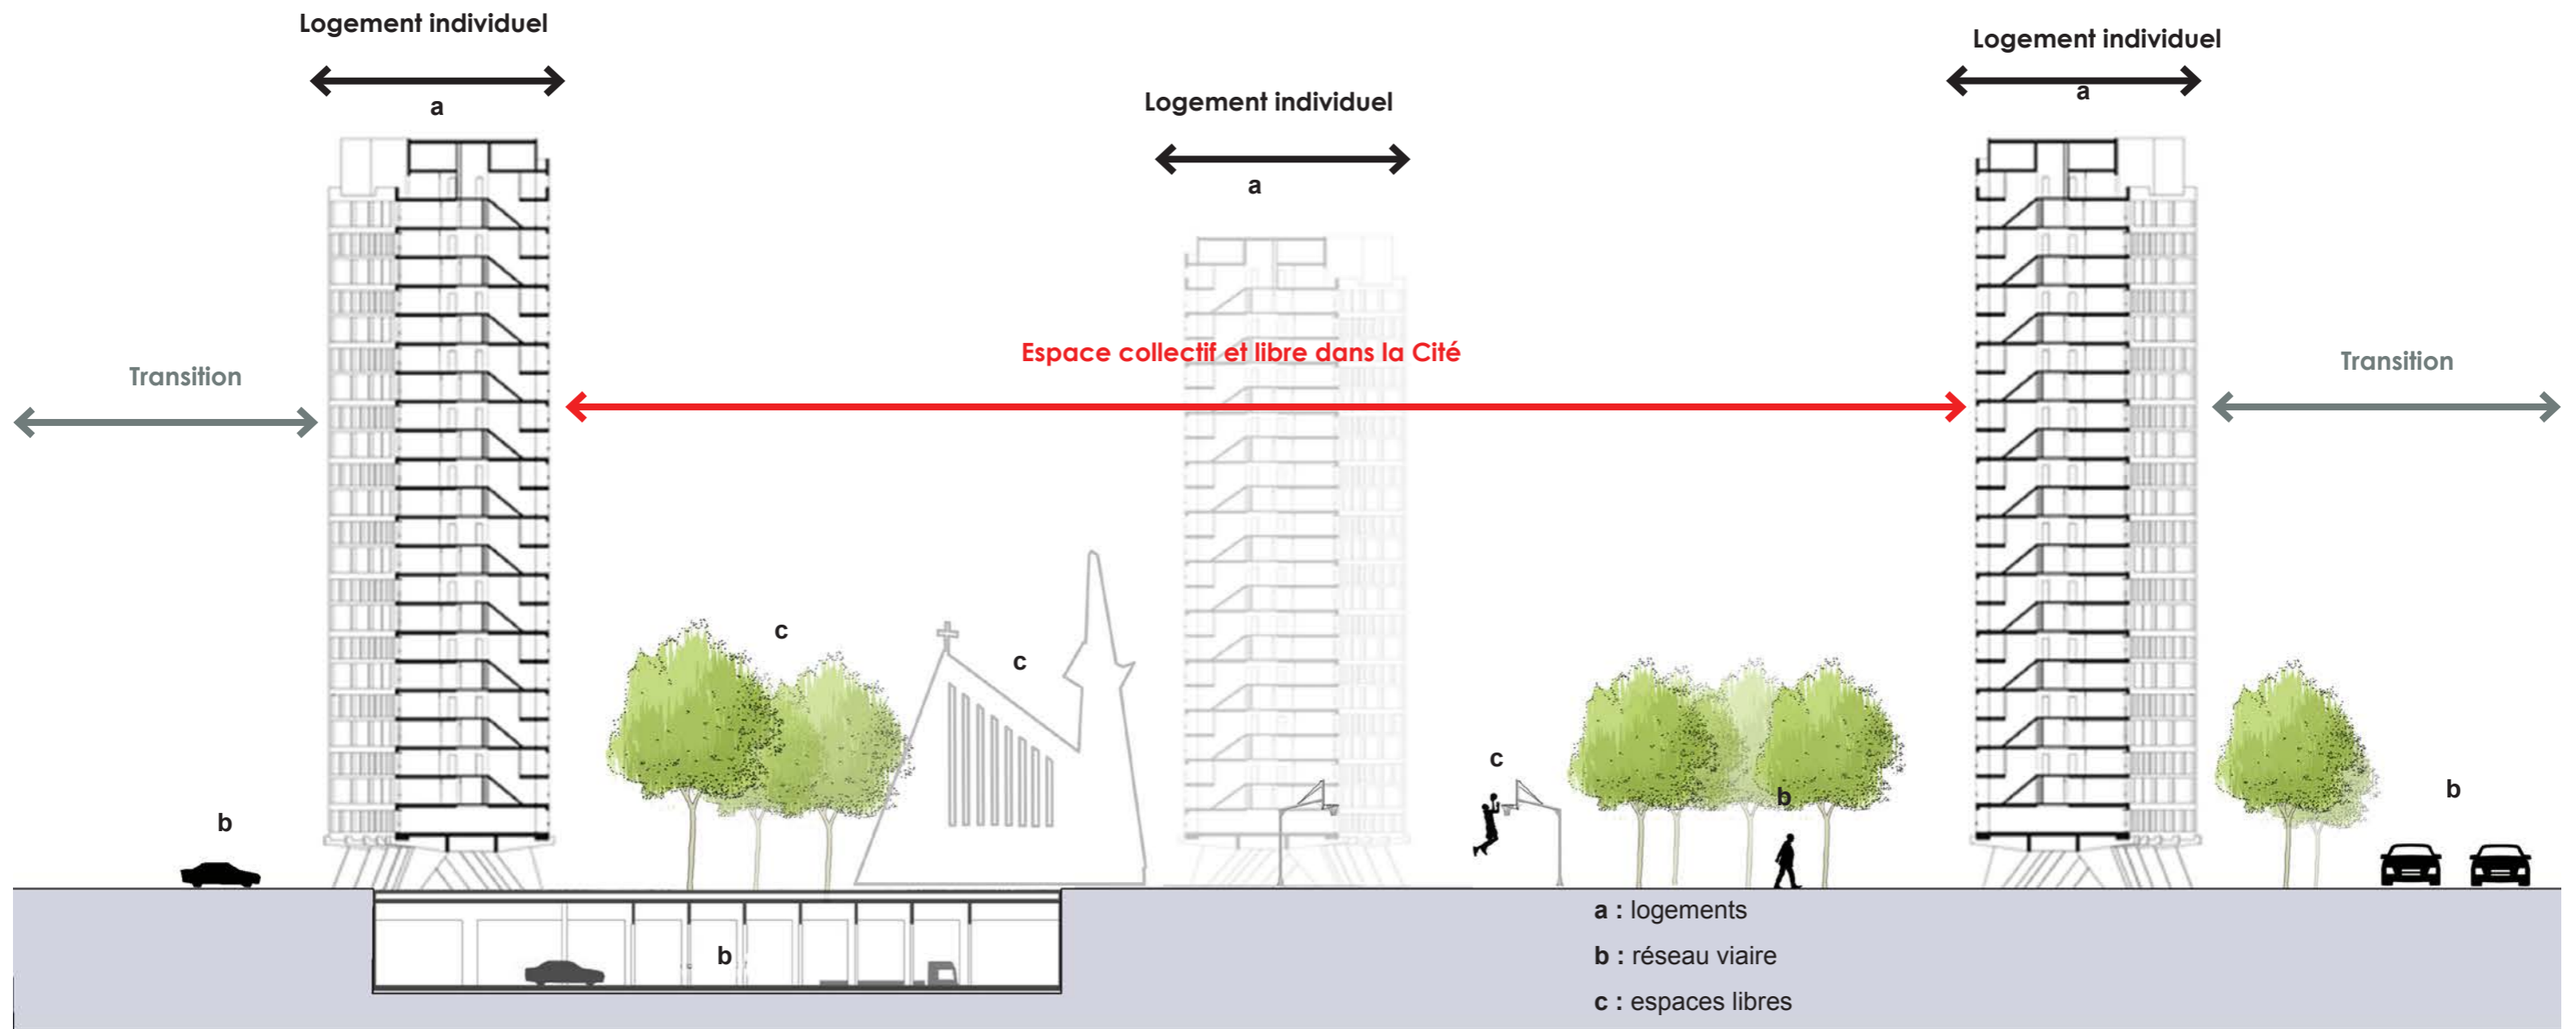 Logement individuel
a
Logement individuel
a
Logement individuel
a
Transition
Espace collectif et libre dans la Cité
Transition
c
c
c
b
b
b
b
a : logements
b : réseau viaire
c : espaces libres